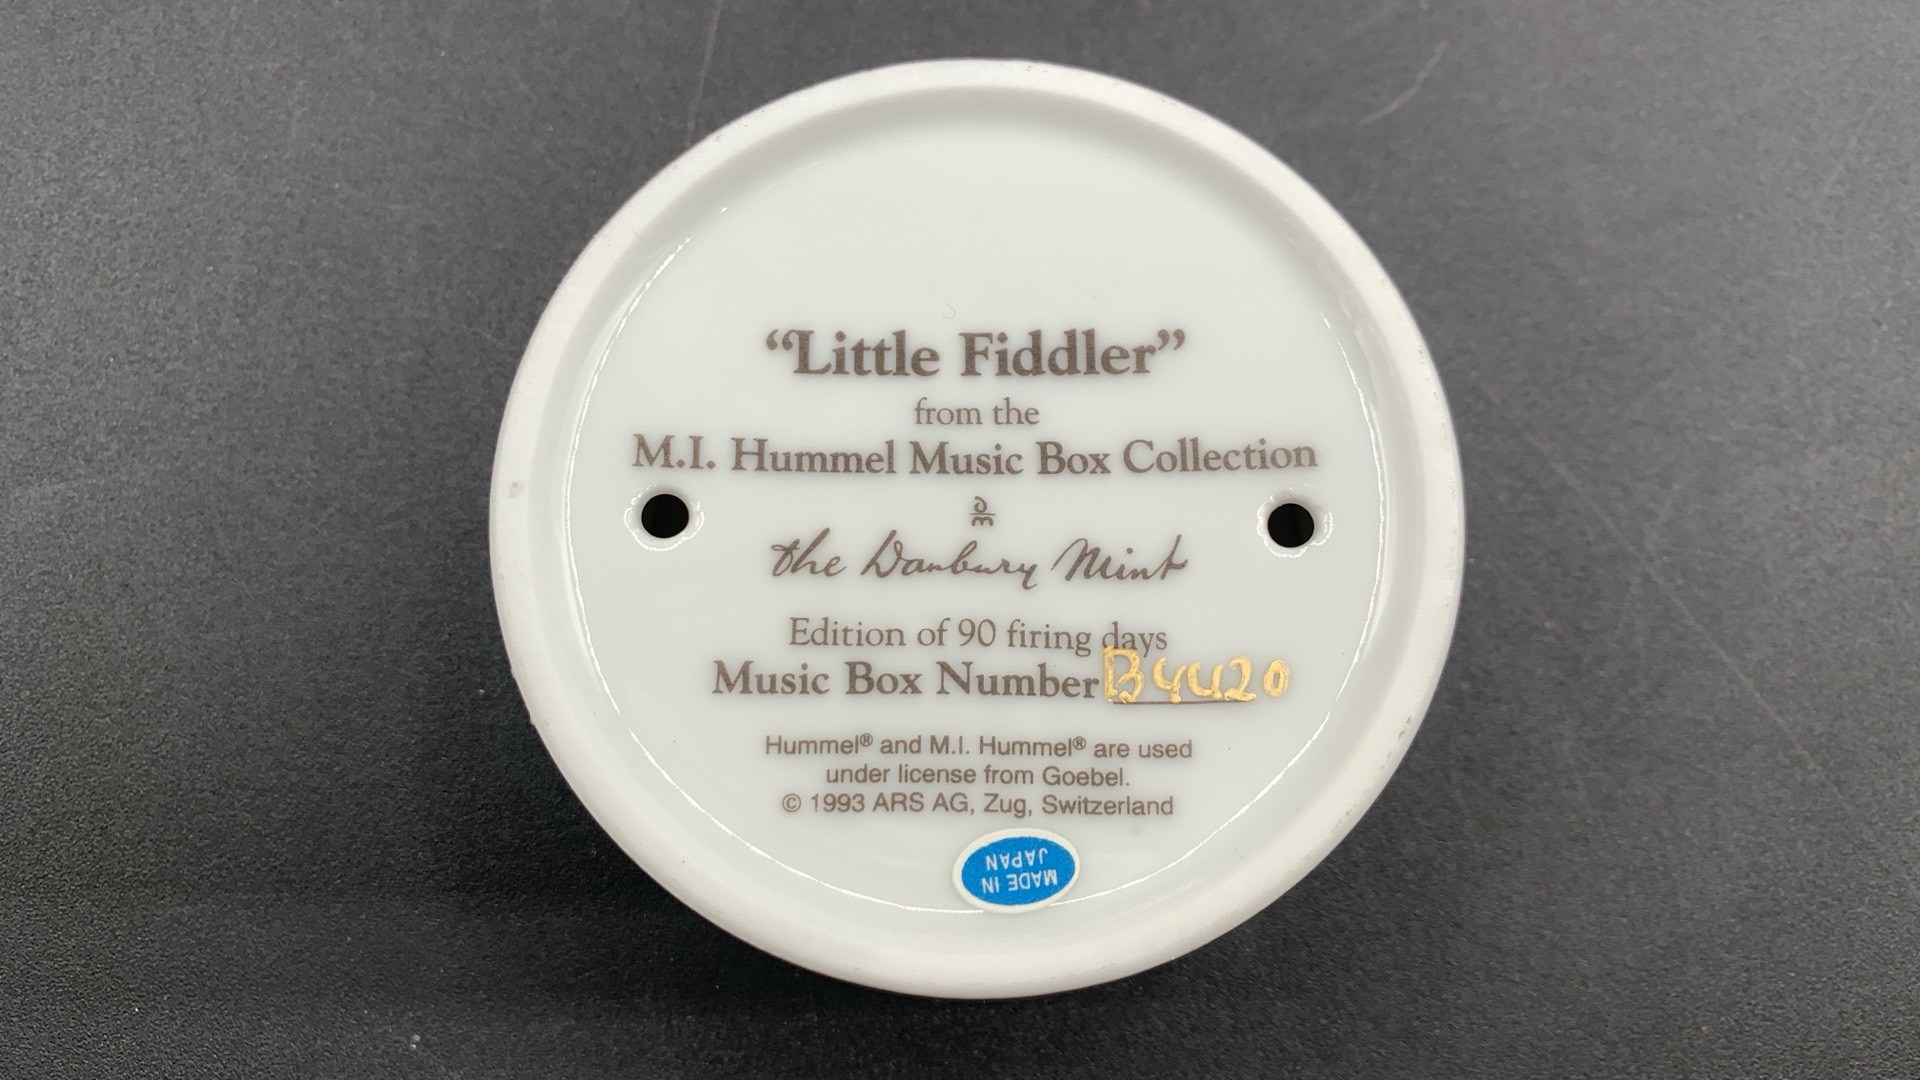 “Little Fiddler”
from the
M.I. Hummel Music Box Collection
DM
the Danbury Mint
Edition of 90 firing days
Music Box Number B4420
Hummel® and M.I. Hummel® are used
under license from Goebel.
© 1993 ARS AG, Zug, Switzerland
MADE IN
JAPAN